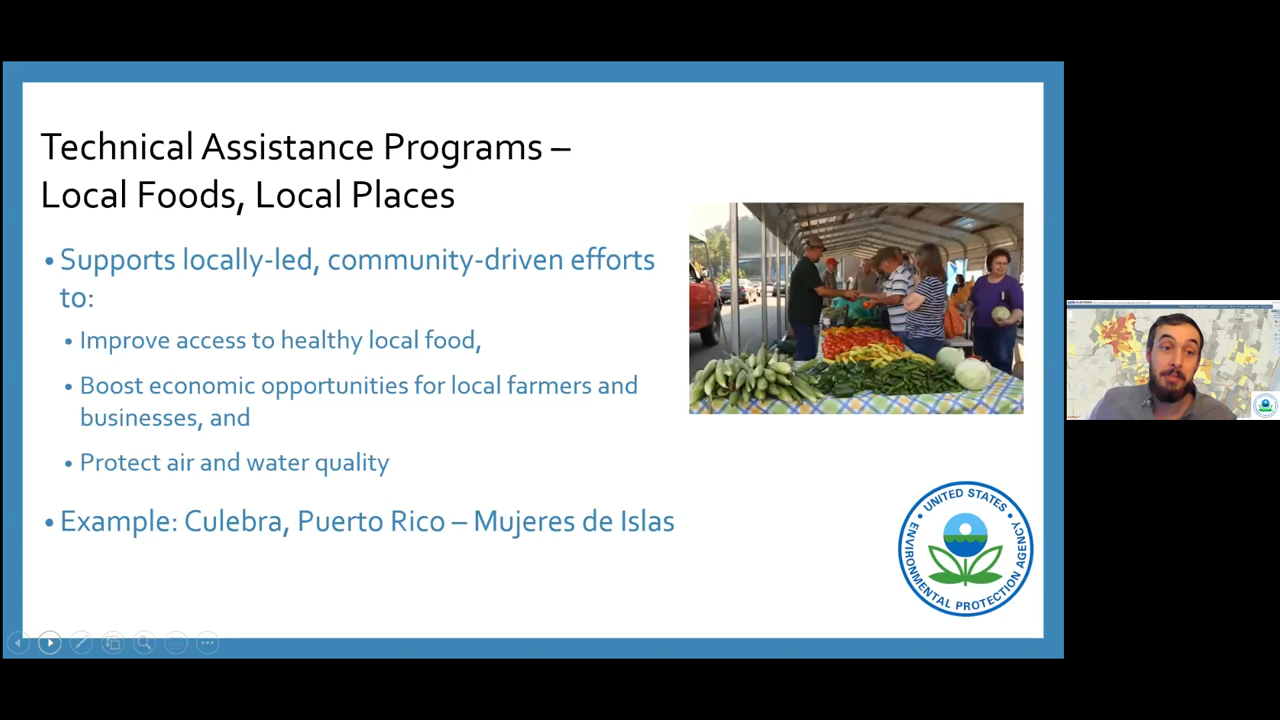 Technical Assistance Programs –
Local Foods, Local Places
• Supports locally-led, community-driven efforts
to:
• Improve access to healthy local food,
• Boost economic opportunities for local farmers and
businesses, and
• Protect air and water quality
• Example: Culebra, Puerto Rico – Mujeres de Islas
• UNITED STATES •
ENVIRONMENTAL PROTECTION AGENCY